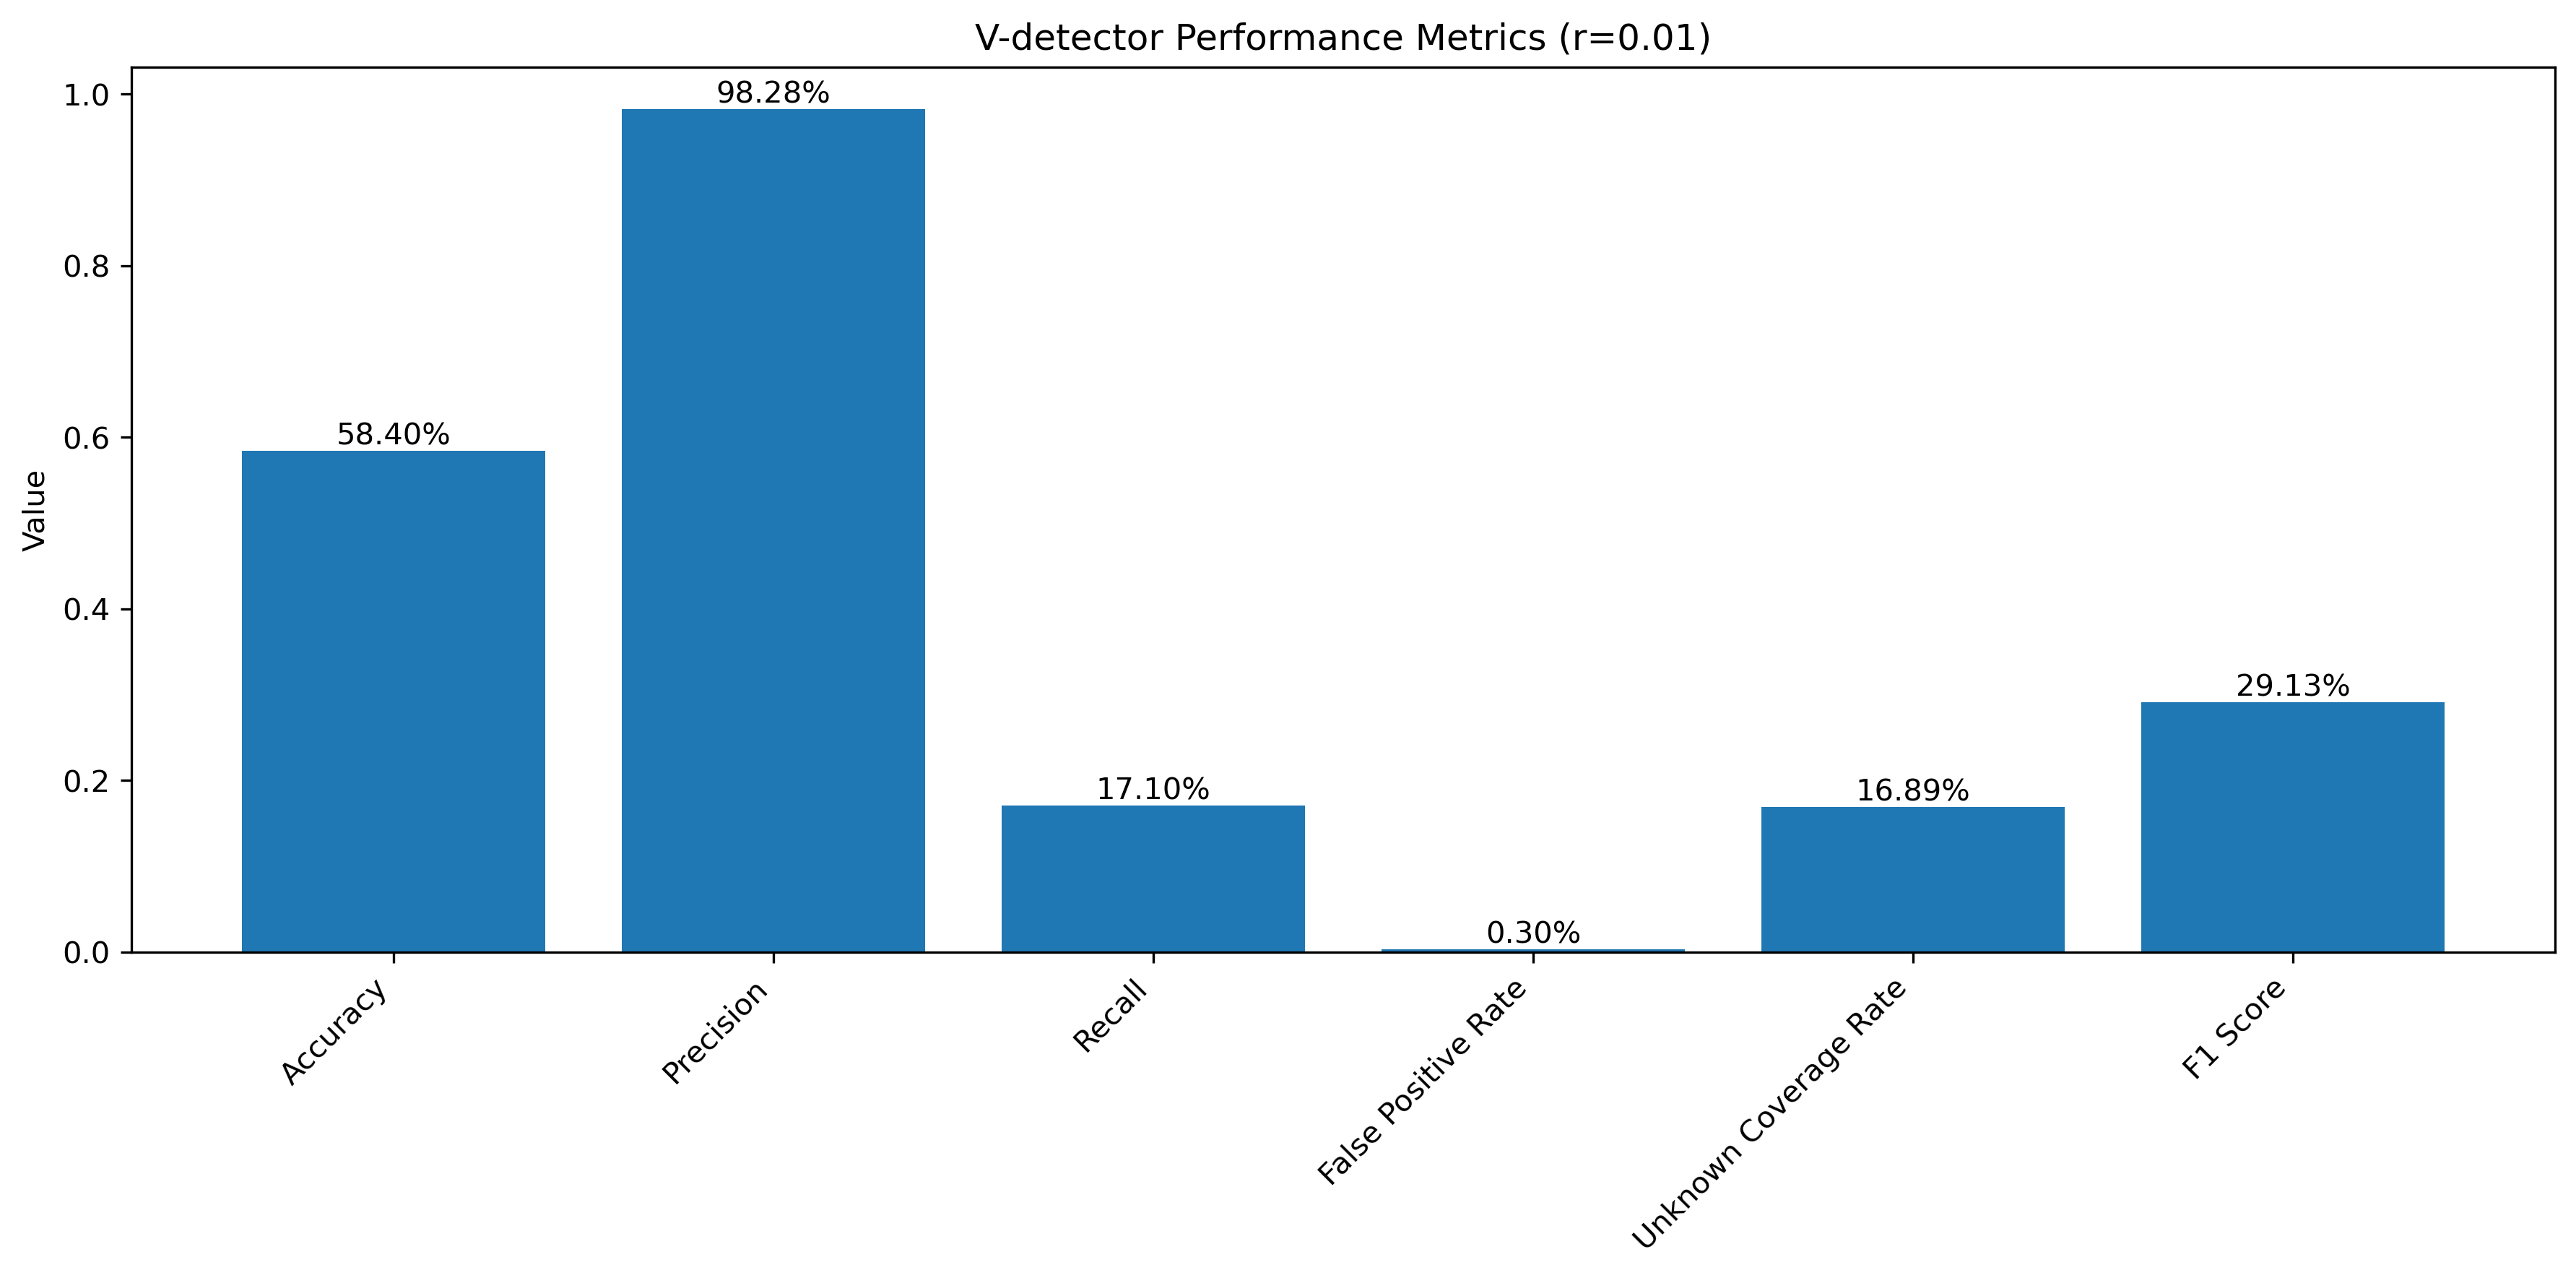 V-detector Performance Metrics (r=0.01)
Value
1.0
0.8
0.6
0.4
0.2
0.0
58.40%
98.28%
17.10%
0.30%
16.89%
29.13%
Accuracy
Precision
Recall
False Positive Rate
Unknown Coverage Rate
F1 Score